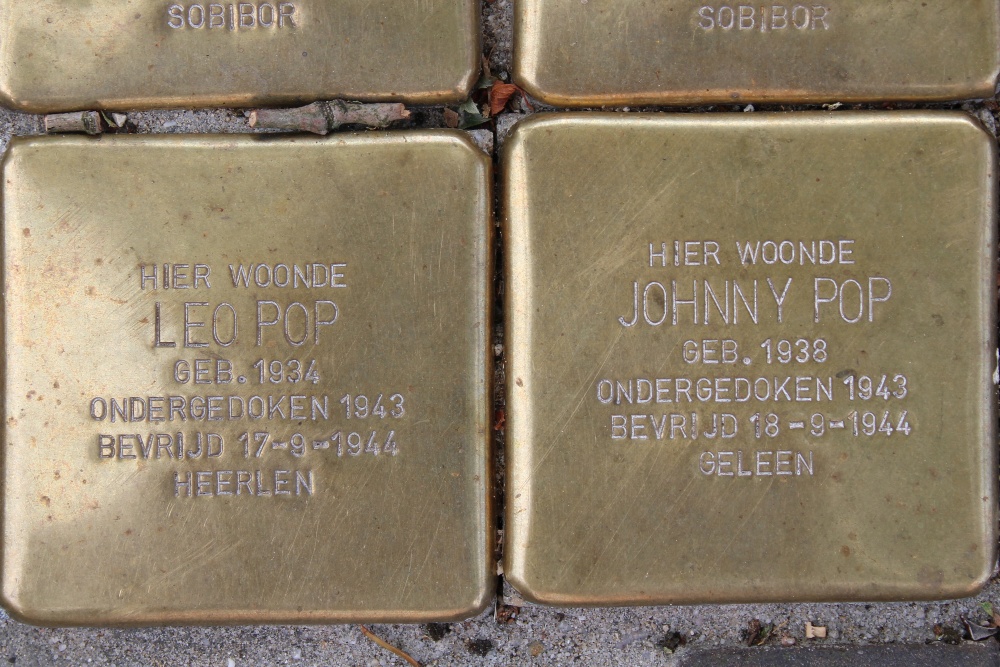 SOBIBOR
SOBIBOR
HIER WOONDE
LEO POP
GEB. 1934
ONDERGEDOKEN 1943
BEVRIJD 17-9-1944
HEERLEN
HIER WOONDE
JOHNNY POP
GEB. 1938
ONDERGEDOKEN 1943
BEVRIJD 18-9-1944
GELEEN